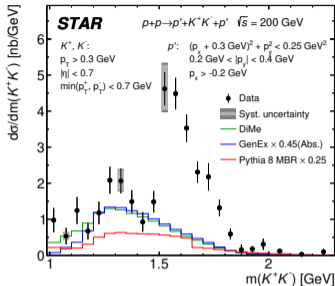 STAR p+p→p'+K⁺K⁻+p' √s = 200 GeV
K⁺, K⁻: p': (pₓ + 0.3 GeV)² + p_y² < 0.25 GeV²
p_T > 0.3 GeV 0.2 GeV < |p_y| < 0.4 GeV
|η| < 0.7 pₓ > -0.2 GeV
min(p_T⁺, p_T⁻) < 0.7 GeV
Data
Syst. uncertainty
DiMe
GenEx × 0.45(Abs.)
Pythia 8 MBR × 0.25
dσ/dm(K⁺K⁻) [nb/GeV]
6
5
4
3
2
1
0
1 1.5 2
m(K⁺K⁻) [GeV]